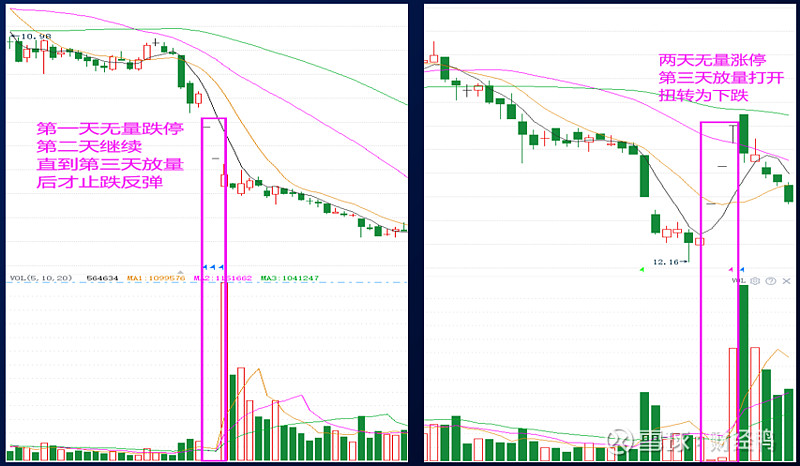 10.98
第一天无量跌停
第二天继续
直到第三天放量
后才止跌反弹
VOL(5,10,20) 564634 MA1:1099576 MA2:1151662 MA3:1041247
两天无量涨停
第三天放量打开
扭转为下跌
12.16
VOL
雪球:财经鸭